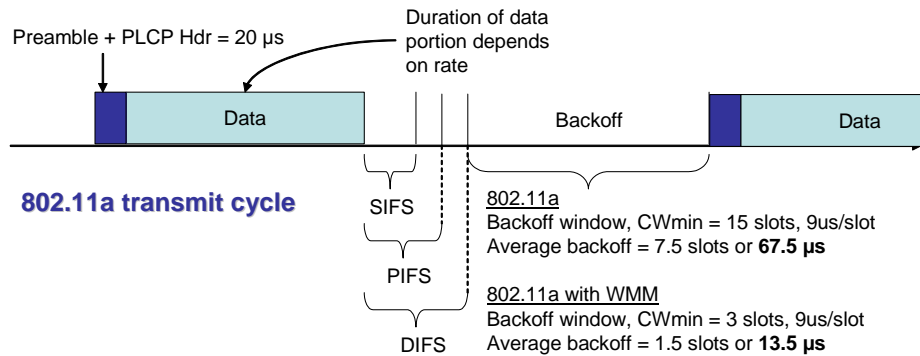 Preamble + PLCP Hdr = 20 µs
Duration of data
portion depends
on rate
Data
Backoff
Data
802.11a transmit cycle
SIFS
PIFS
DIFS
802.11a
Backoff window, CWmin = 15 slots, 9us/slot
Average backoff = 7.5 slots or 67.5 µs
802.11a with WMM
Backoff window, CWmin = 3 slots, 9us/slot
Average backoff = 1.5 slots or 13.5 µs